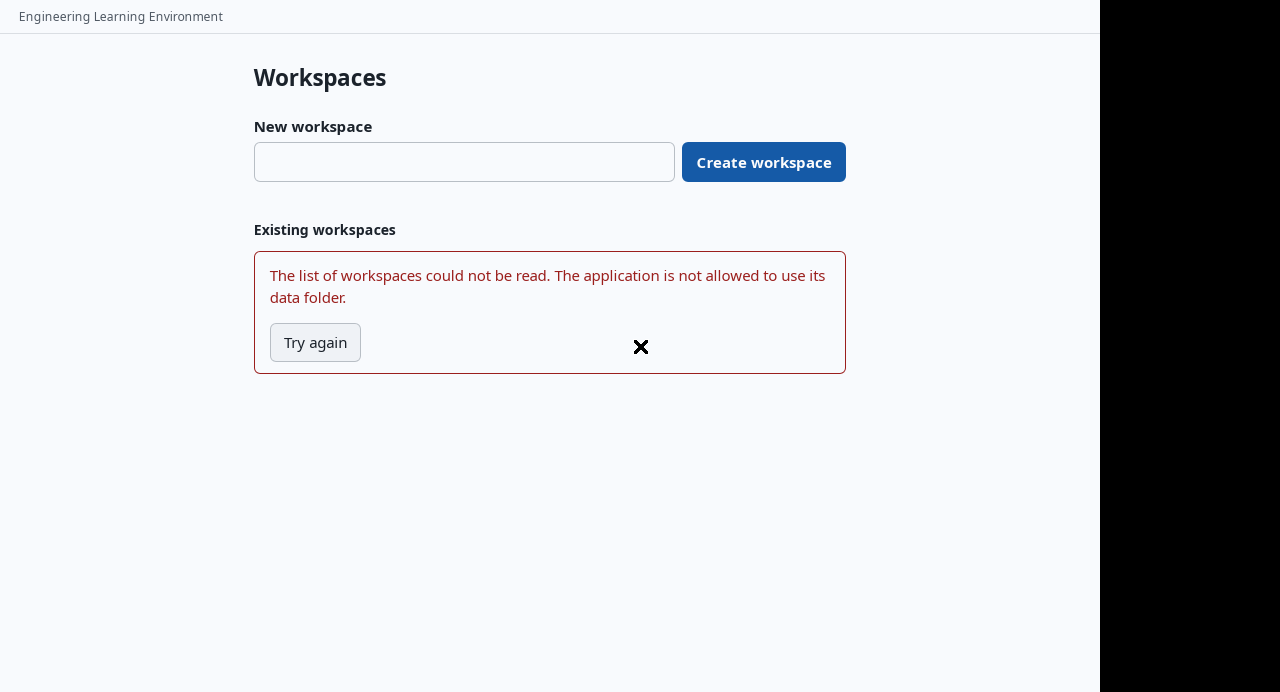 Engineering Learning Environment
Workspaces
New workspace
Create workspace
Existing workspaces
The list of workspaces could not be read. The application is not allowed to use its
data folder.
Try again